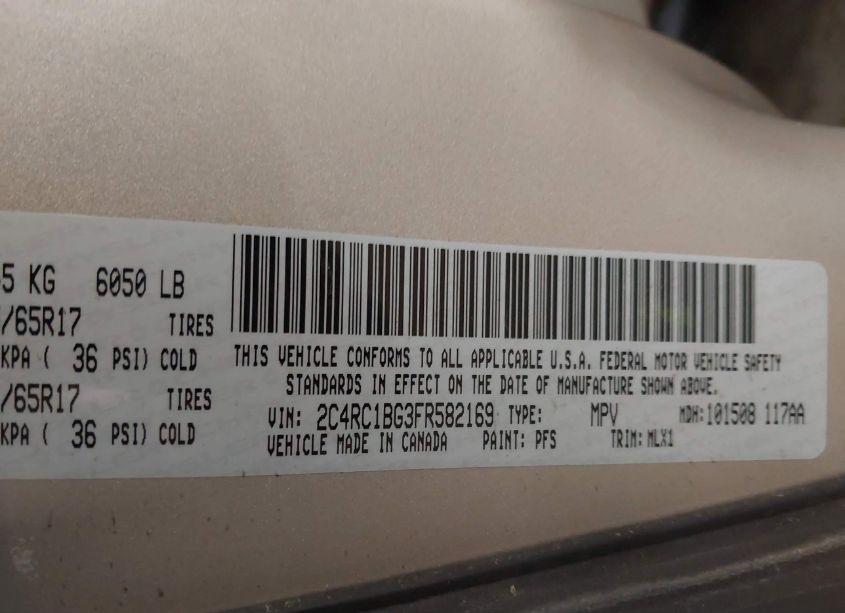 5 KG 6050 LB
/65R17 TIRES
KPA ( 36 PSI) COLD
/65R17 TIRES
KPA ( 36 PSI) COLD
THIS VEHICLE CONFORMS TO ALL APPLICABLE U.S.A. FEDERAL MOTOR VEHICLE SAFETY
STANDARDS IN EFFECT ON THE DATE OF MANUFACTURE SHOWN ABOVE.
VIN: 2C4RC1BG3FR582169 TYPE: MPV MDH:101508 117AA
VEHICLE MADE IN CANADA PAINT: PFS TRIM: MLX1